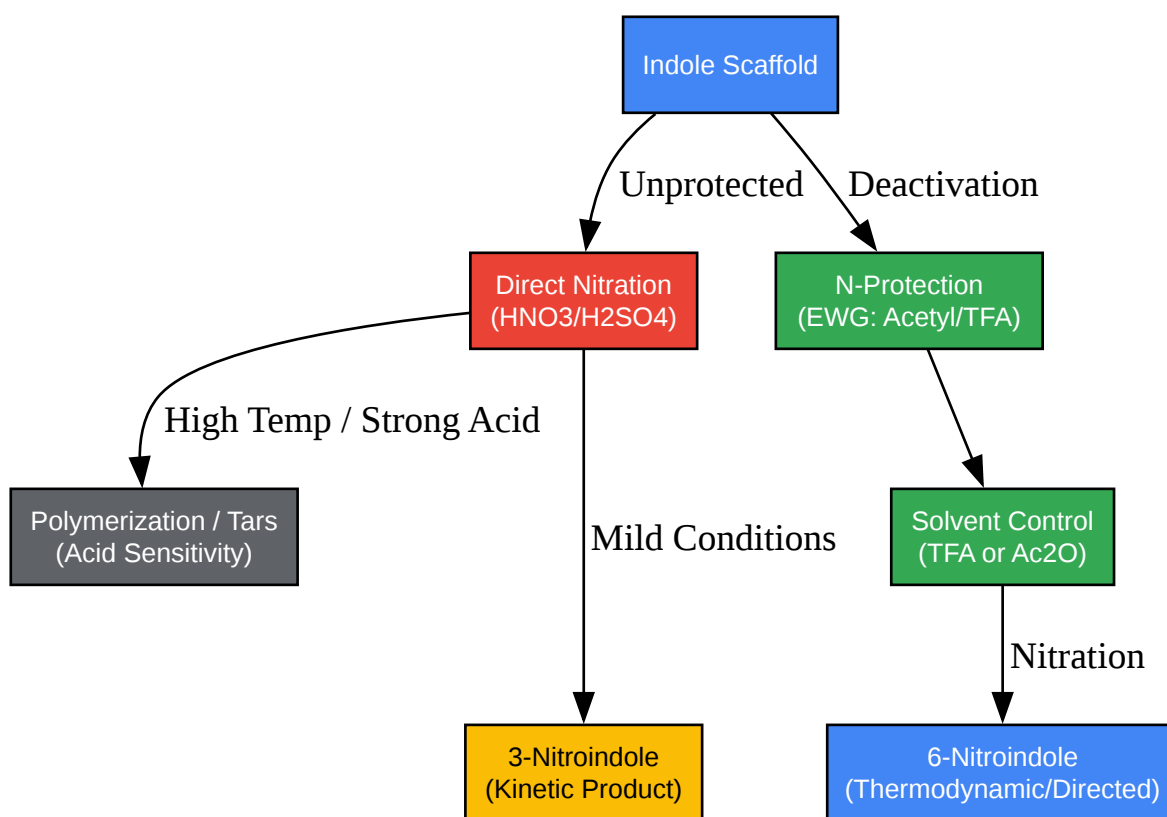 Indole Scaffold
Unprotected
Deactivation
Direct Nitration
(HNO3/H2SO4)
N-Protection
(EWG: Acetyl/TFA)
High Temp / Strong Acid
Polymerization / Tars
(Acid Sensitivity)
Mild Conditions
Solvent Control
(TFA or Ac2O)
Nitration
3-Nitroindole
(Kinetic Product)
6-Nitroindole
(Thermodynamic/Directed)